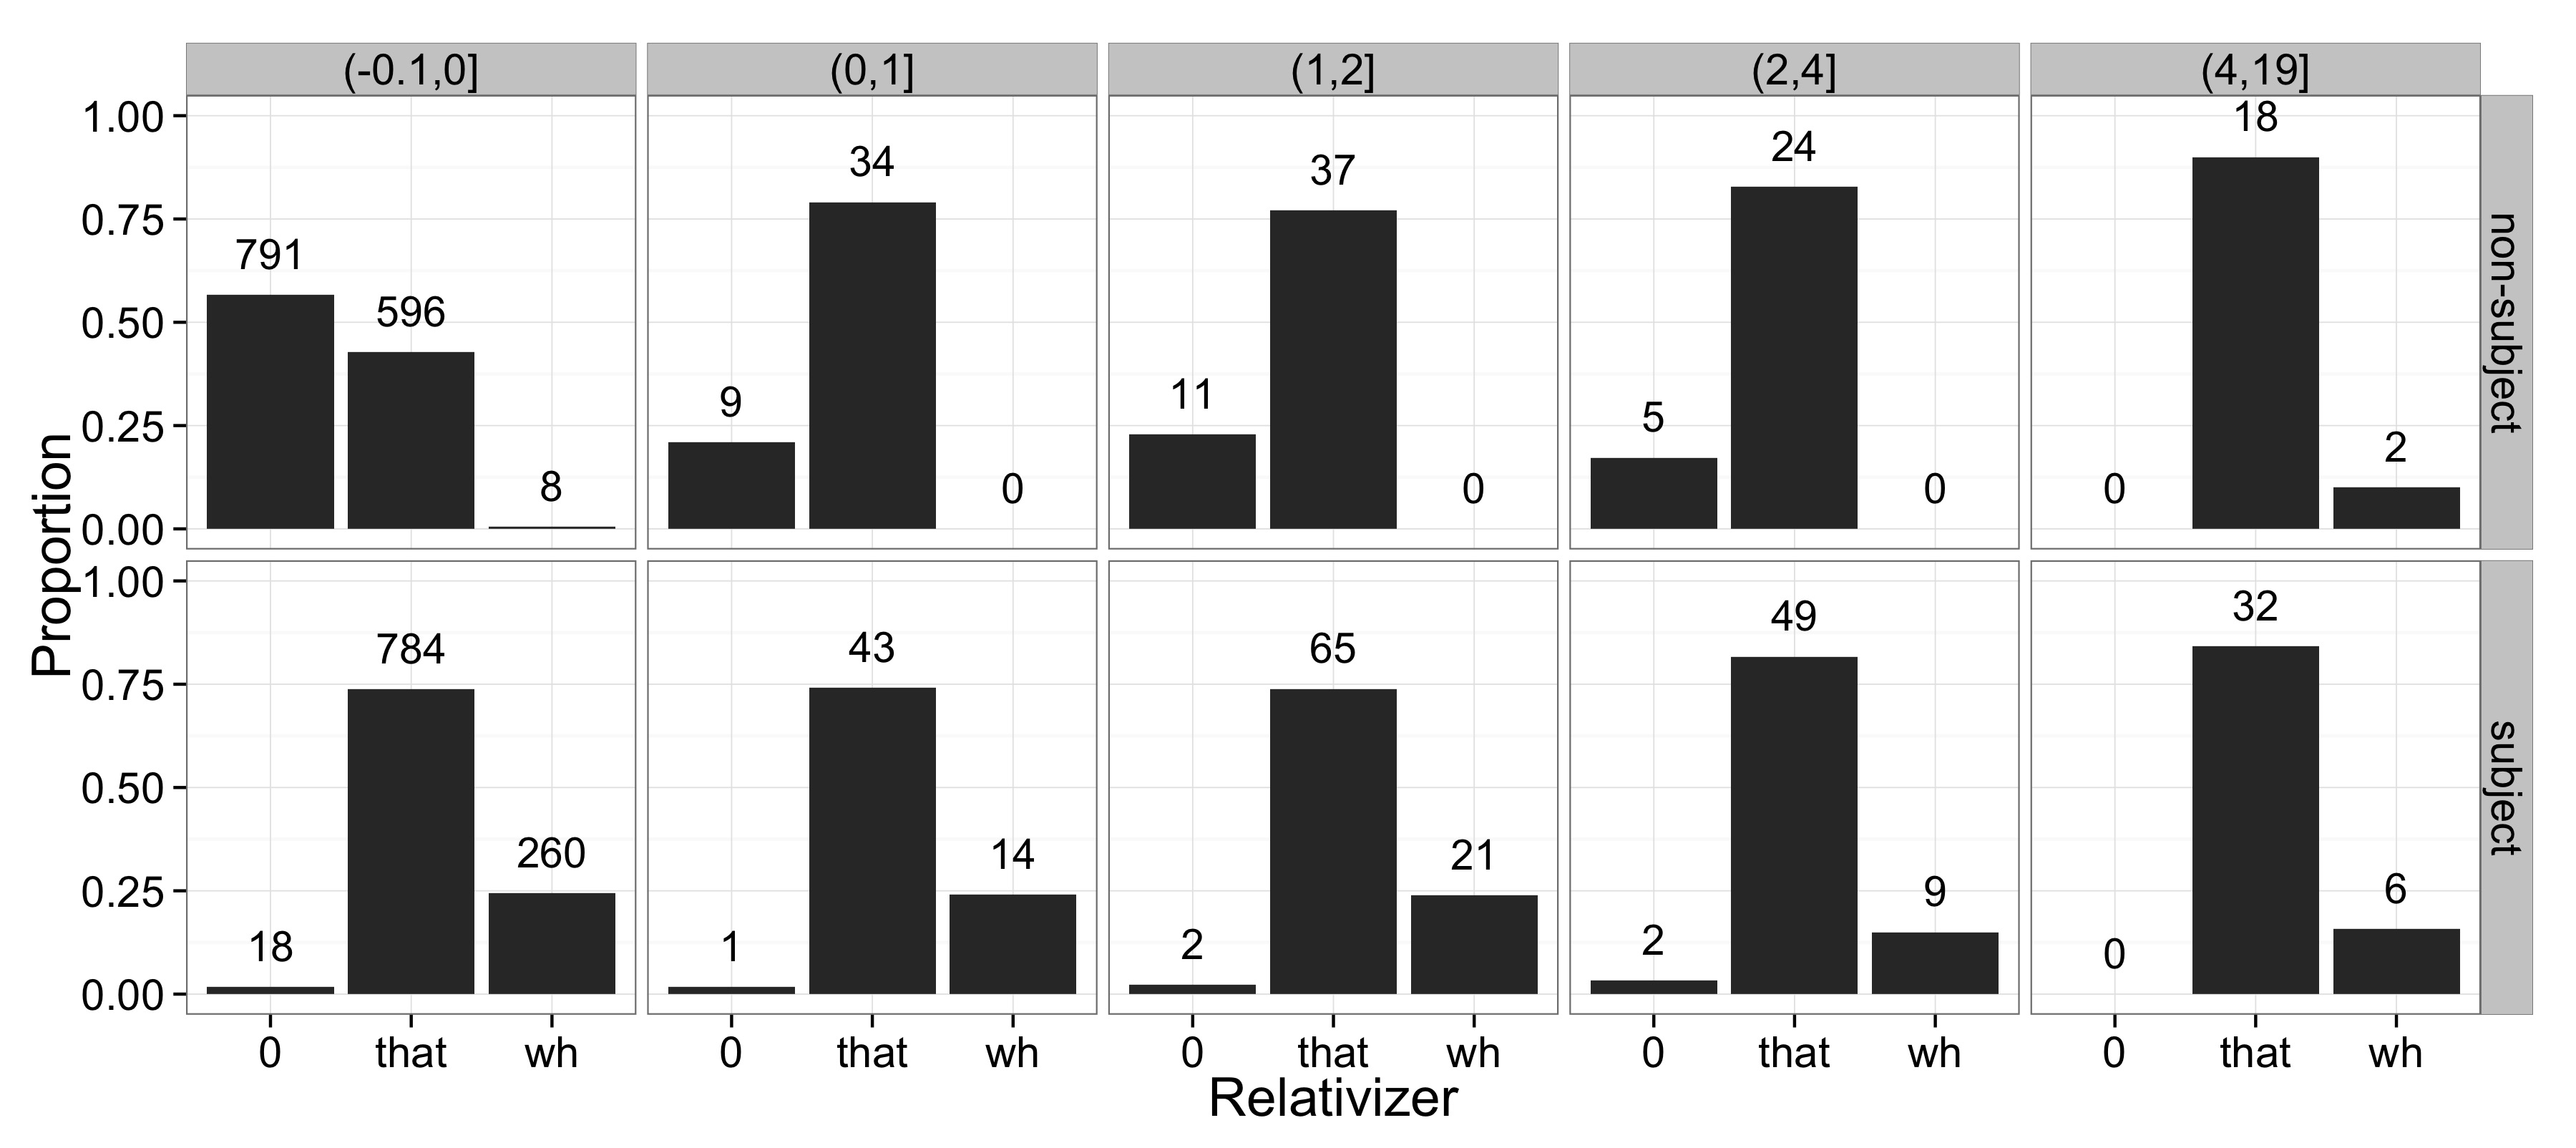 (-0.1,0] (0,1] (1,2] (2,4] (4,19]
1.00
0.75
0.50
0.25
0.00
791 596 8
9 34 0
11 37 0
5 24 0
0 18 2
non-subject
Proportion
1.00
0.75
0.50
0.25
0.00
18 784 260
1 43 14
2 65 21
2 49 9
0 32 6
subject
0 that wh 0 that wh 0 that wh 0 that wh 0 that wh
Relativizer